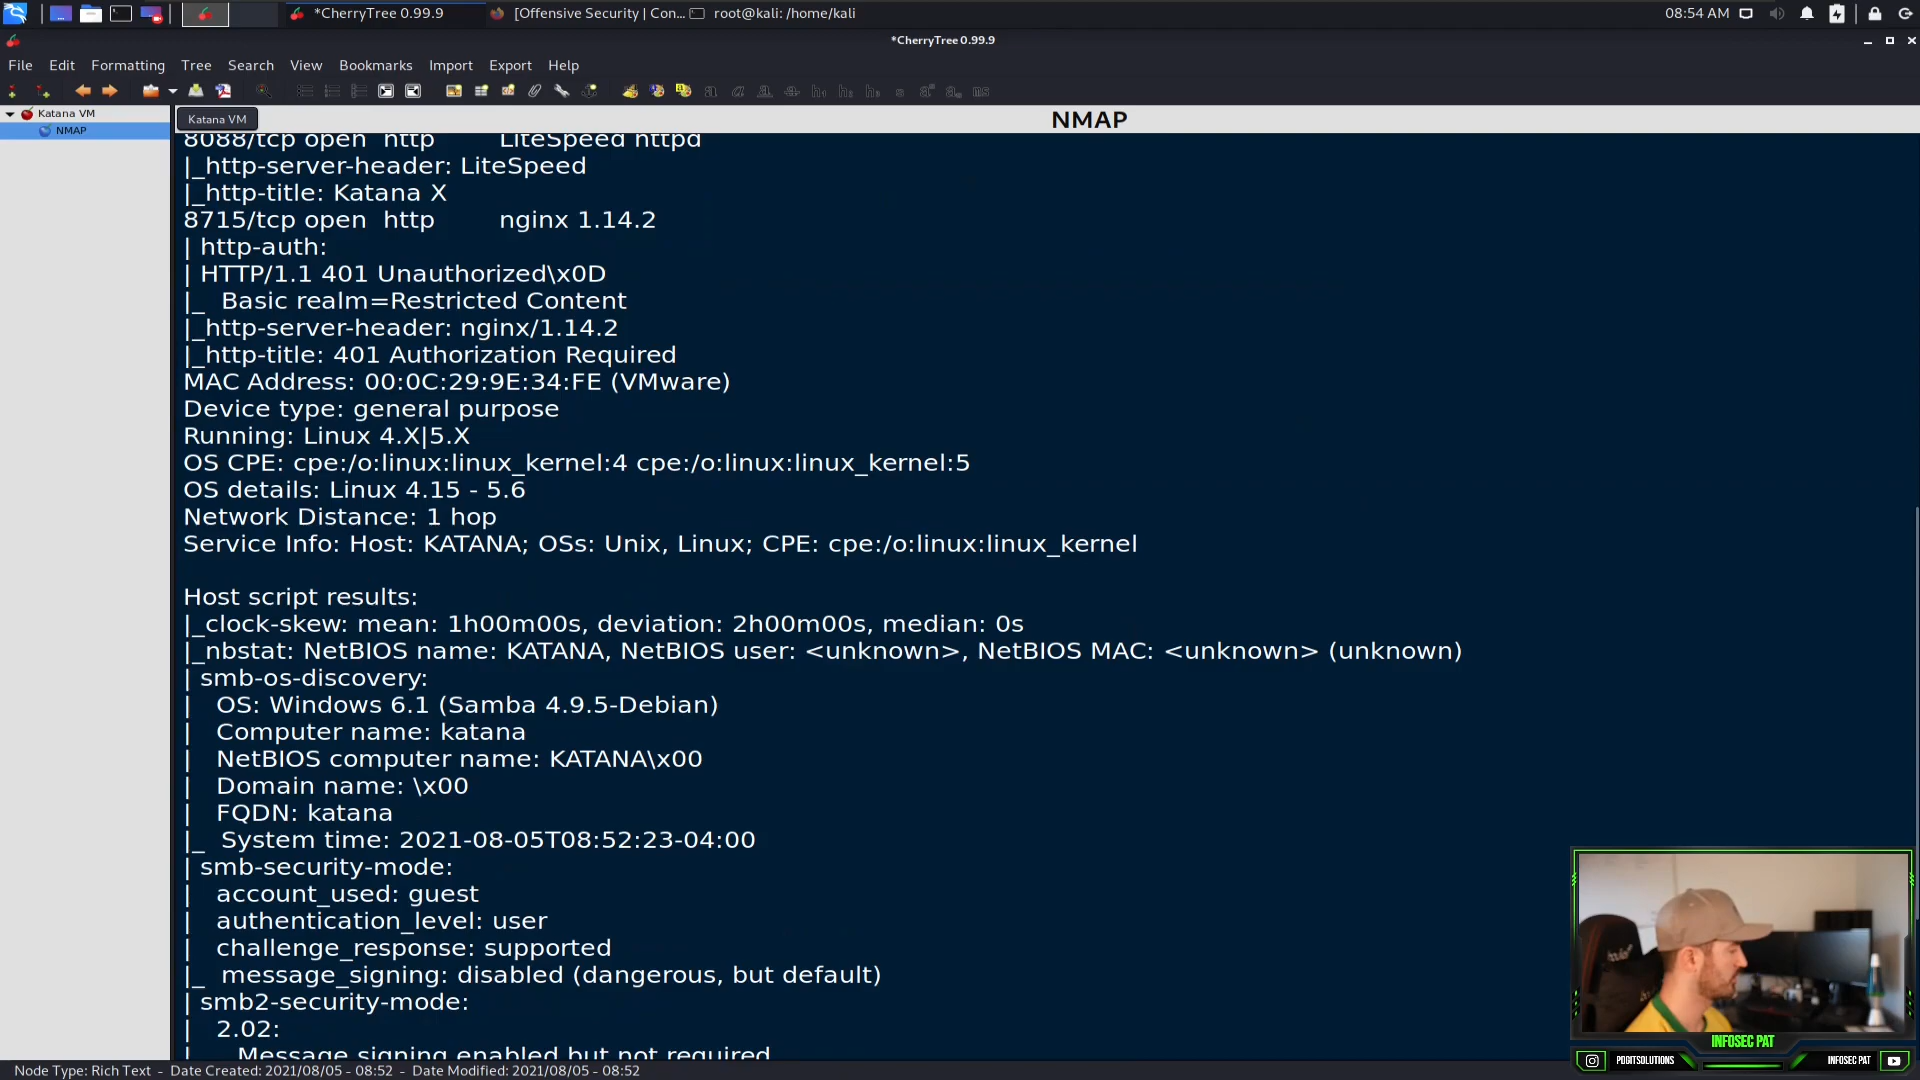 *CherryTree 0.99.9
[Offensive Security | Con...
root@kali: /home/kali
08:54 AM
*CherryTree 0.99.9
File Edit Formatting Tree Search View Bookmarks Import Export Help
Katana VM
NMAP
Katana VM
NMAP
8088/tcp open  http        LiteSpeed httpd
|_http-server-header: LiteSpeed
|_http-title: Katana X
8715/tcp open  http        nginx 1.14.2
| http-auth:
| HTTP/1.1 401 Unauthorized\x0D
|_  Basic realm=Restricted Content
|_http-server-header: nginx/1.14.2
|_http-title: 401 Authorization Required
MAC Address: 00:0C:29:9E:34:FE (VMware)
Device type: general purpose
Running: Linux 4.X|5.X
OS CPE: cpe:/o:linux:linux_kernel:4 cpe:/o:linux:linux_kernel:5
OS details: Linux 4.15 - 5.6
Network Distance: 1 hop
Service Info: Host: KATANA; OSs: Unix, Linux; CPE: cpe:/o:linux:linux_kernel
Host script results:
|_clock-skew: mean: 1h00m00s, deviation: 2h00m00s, median: 0s
|_nbstat: NetBIOS name: KATANA, NetBIOS user: <unknown>, NetBIOS MAC: <unknown> (unknown)
| smb-os-discovery:
|   OS: Windows 6.1 (Samba 4.9.5-Debian)
|   Computer name: katana
|   NetBIOS computer name: KATANA\x00
|   Domain name: \x00
|   FQDN: katana
|_  System time: 2021-08-05T08:52:23-04:00
| smb-security-mode:
|   account_used: guest
|   authentication_level: user
|   challenge_response: supported
|_  message_signing: disabled (dangerous, but default)
| smb2-security-mode:
|   2.02:
|     Message signing enabled but not required
INFOSEC PAT
PDDITSOLUTIONS
INFOSEC PAT
Node Type: Rich Text  -  Date Created: 2021/08/05 - 08:52  -  Date Modified: 2021/08/05 - 08:52